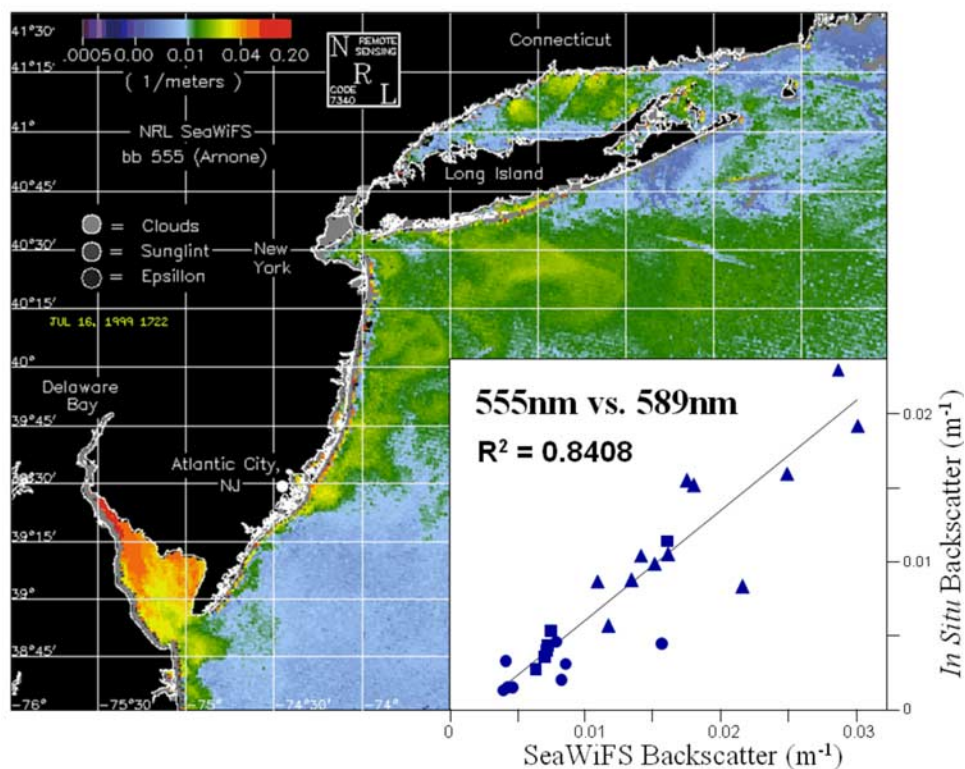 41°30'
41°15'
41°
40°45'
40°30'
40°15'
40°
39°45'
39°30'
39°15'
39°
38°45'
-76°
-75°30'
-75°
-74°30'
-74°
.0005 0.00 0.01 0.04 0.20
( 1/meters )
NRL SeaWiFS
bb 555 (Arnone)
N REMOTE
SENSING
R
CODE
7340 L
Connecticut
Long Island
= Clouds
= Sunglint
= Epsillon
New
York
JUL 16, 1999 1722
Delaware
Bay
Atlantic City,
NJ
555nm vs. 589nm
R² = 0.8408
0.02
0.01
0
In Situ Backscatter (m⁻¹)
0 0.01 0.02 0.03
SeaWiFS Backscatter (m⁻¹)